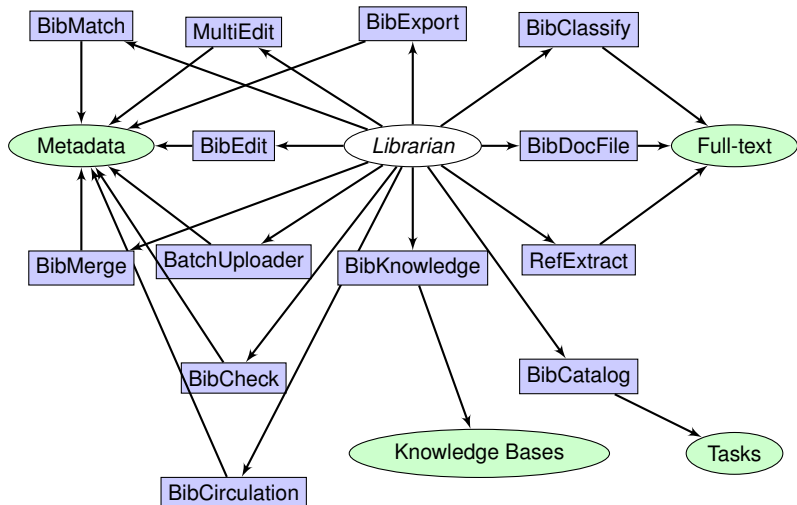 BibMatch
MultiEdit
BibExport
BibClassify
Metadata
BibEdit
Librarian
BibDocFile
Full-text
BibMerge
BatchUploader
BibKnowledge
RefExtract
BibCheck
BibCatalog
Knowledge Bases
Tasks
BibCirculation